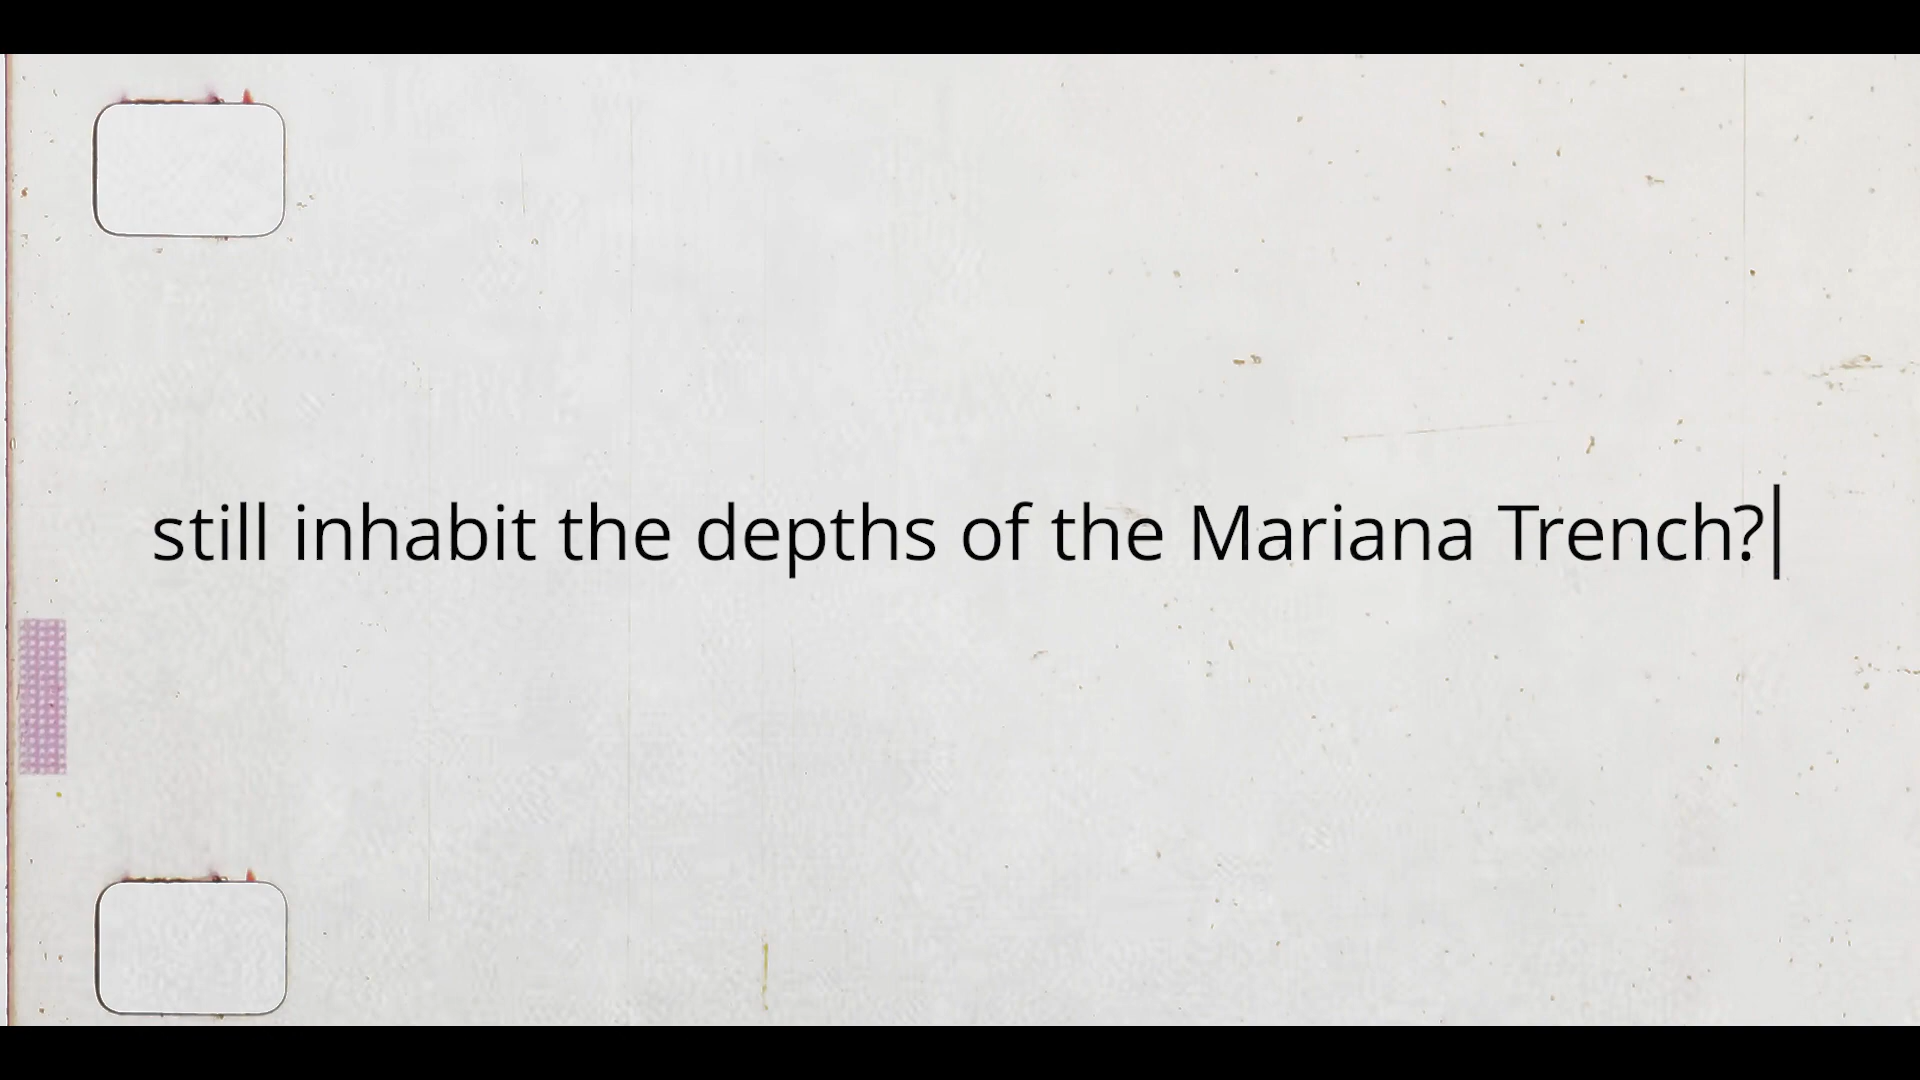 still inhabit the depths of the Mariana Trench?